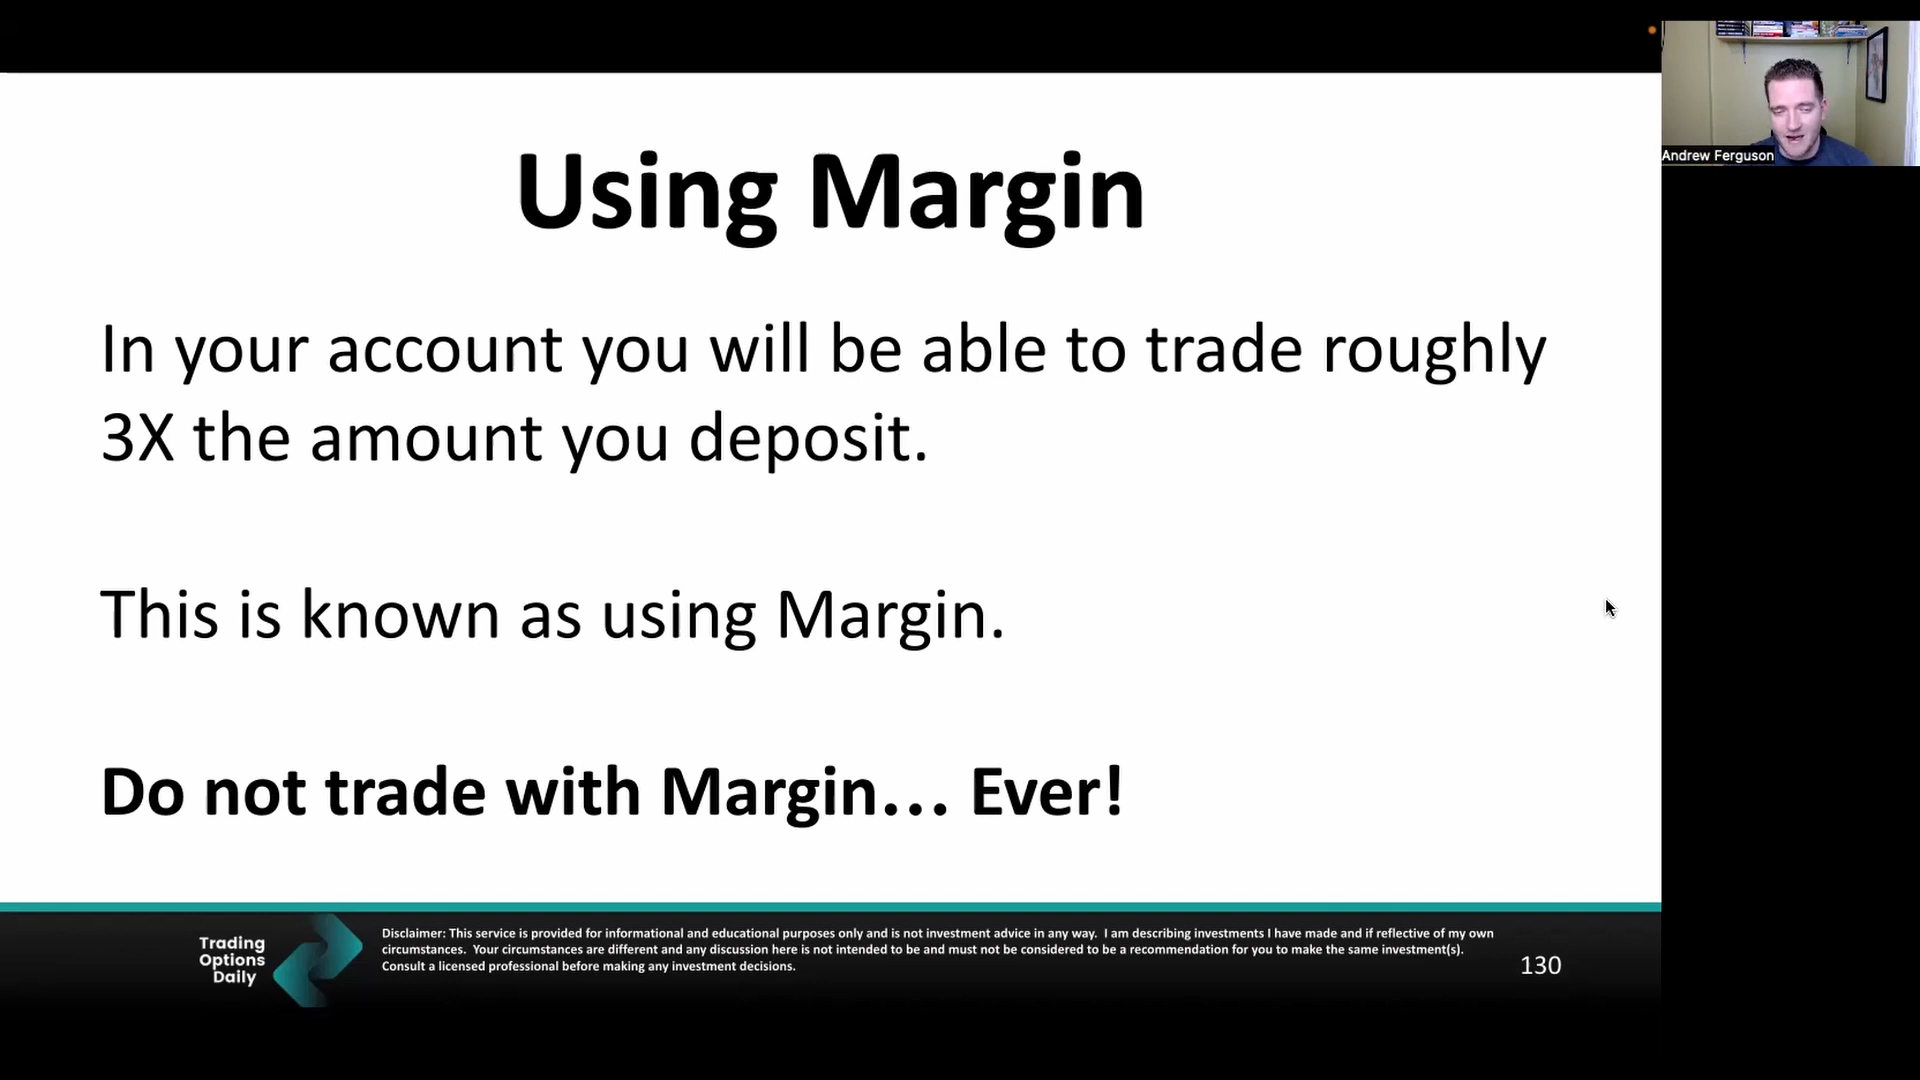 Andrew Ferguson
Using Margin
In your account you will be able to trade roughly
3X the amount you deposit.
This is known as using Margin.
Do not trade with Margin... Ever!
Trading
Options
Daily
Disclaimer: This service is provided for informational and educational purposes only and is not investment advice in any way.  I am describing investments I have made and if reflective of my own
circumstances.  Your circumstances are different and any discussion here is not intended to be and must not be considered to be a recommendation for you to make the same investment(s).
Consult a licensed professional before making any investment decisions.
130